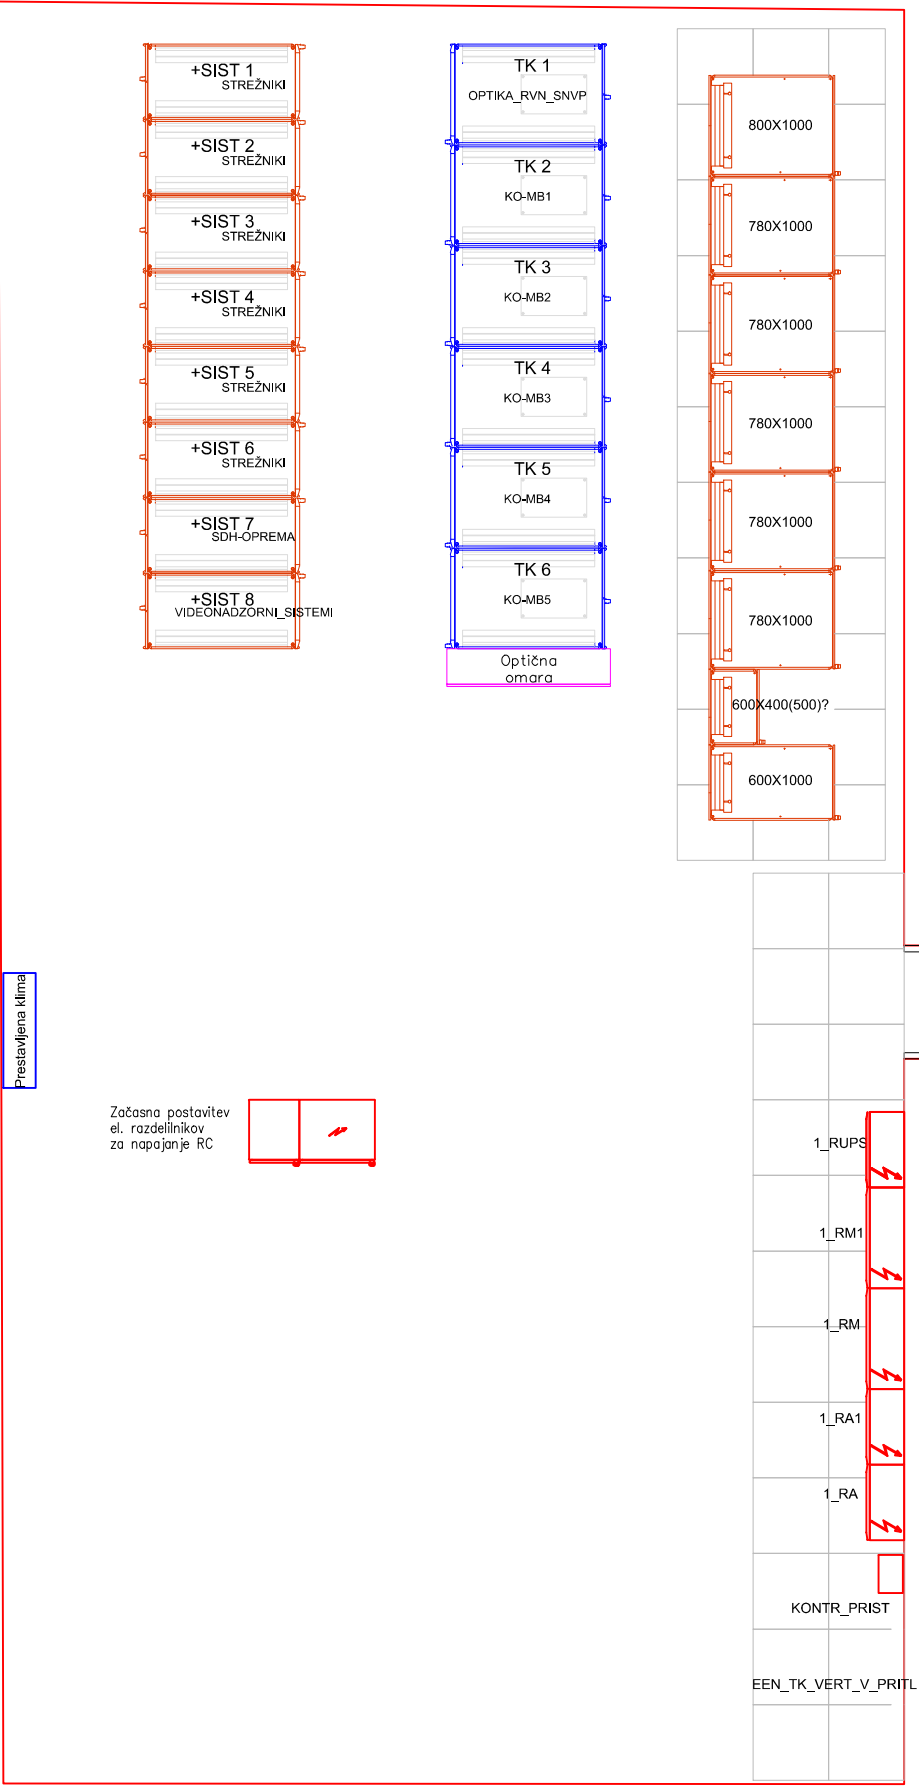 +SIST 1
STREŽNIKI
+SIST 2
STREŽNIKI
+SIST 3
STREŽNIKI
+SIST 4
STREŽNIKI
+SIST 5
STREŽNIKI
+SIST 6
STREŽNIKI
+SIST 7
SDH-OPREMA
+SIST 8
VIDEONADZORNI_SISTEMI
TK 1
OPTIKA_RVN_SNVP
TK 2
KO-MB1
TK 3
KO-MB2
TK 4
KO-MB3
TK 5
KO-MB4
TK 6
KO-MB5
Optična
omara
800X1000
780X1000
780X1000
780X1000
780X1000
780X1000
600X400(500)?
600X1000
Prestavljena klima
Začasna postavitev
el. razdelilnikov
za napajanje RC
1_RUPS
1_RM1
1_RM
1_RA1
1_RA
KONTR_PRIST
EEN_TK_VERT_V_PRITL